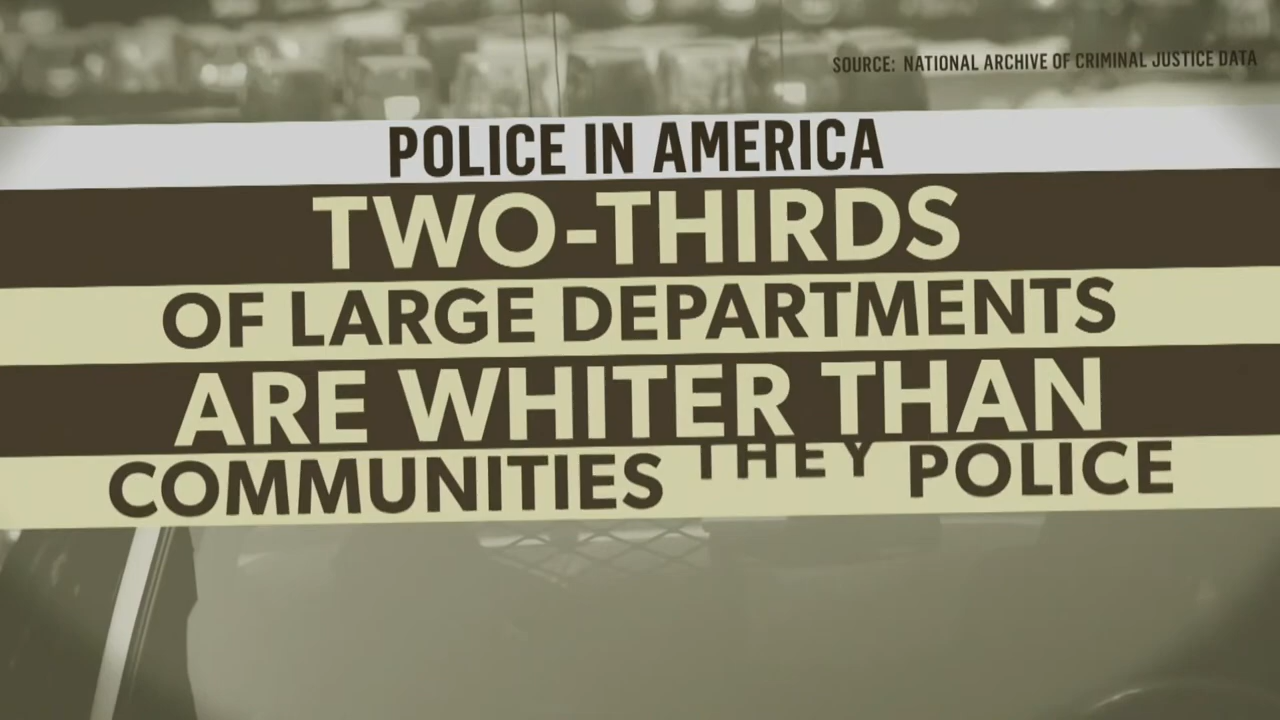 SOURCE: NATIONAL ARCHIVE OF CRIMINAL JUSTICE DATA
POLICE IN AMERICA
TWO-THIRDS
OF LARGE DEPARTMENTS
ARE WHITER THAN
COMMUNITIES THEY POLICE